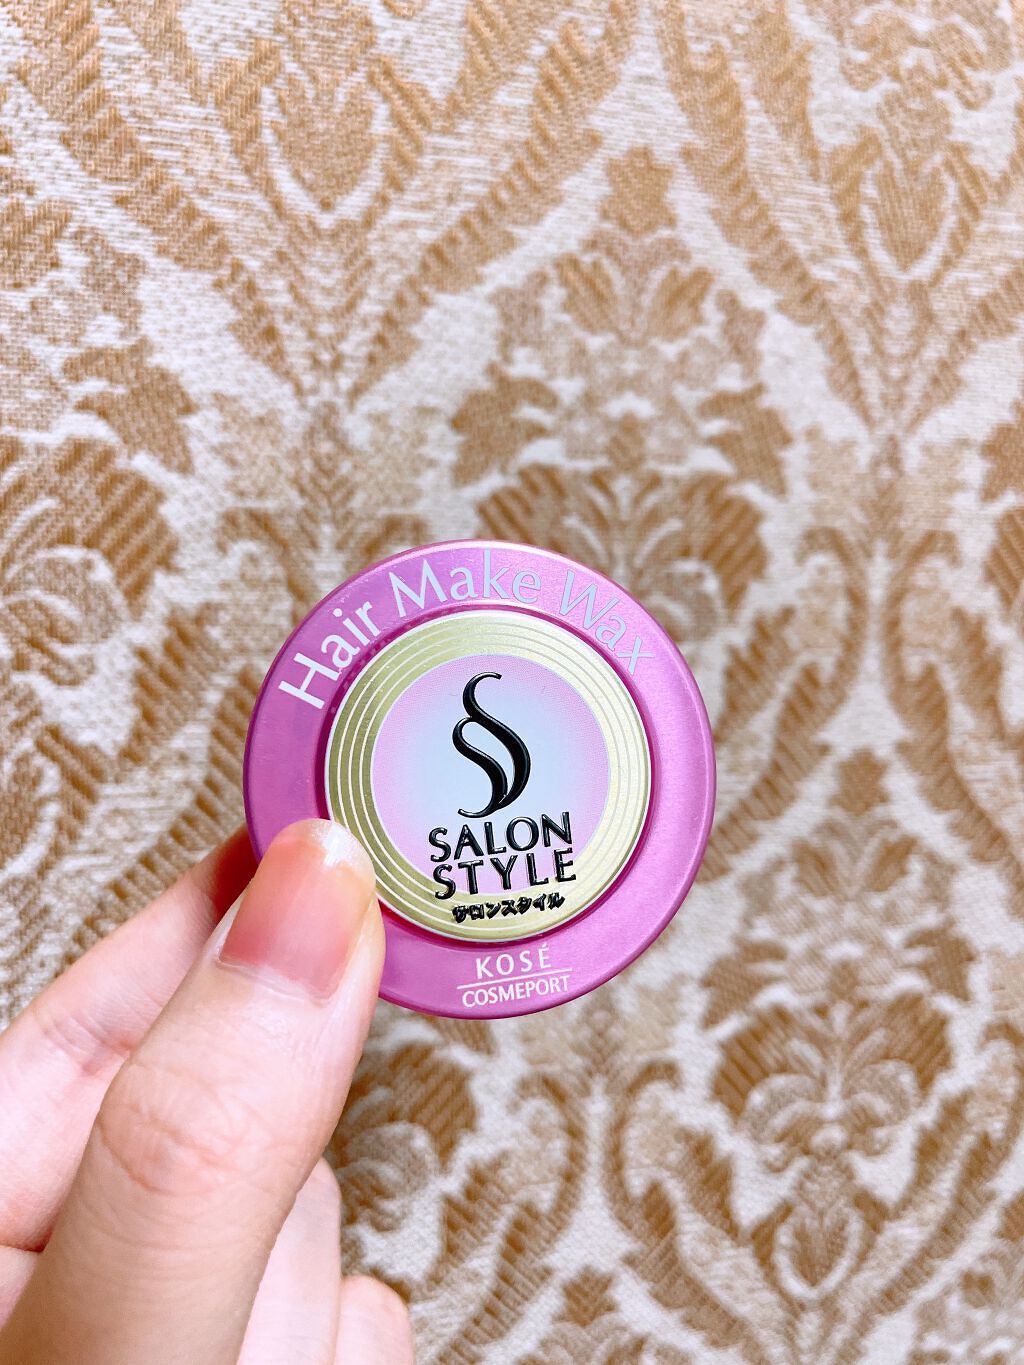 Hair Make Wax
SALON
STYLE
サロンスタイル
KOSÉ
COSMEPORT